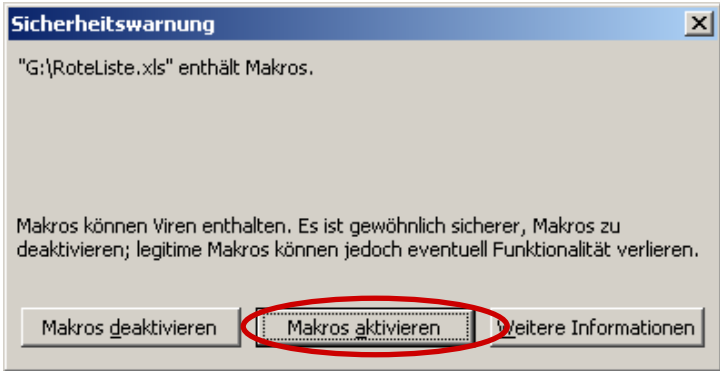 Sicherheitswarnung
"G:\RoteListe.xls" enthält Makros.
Makros können Viren enthalten. Es ist gewöhnlich sicherer, Makros zu
deaktivieren; legitime Makros können jedoch eventuell Funktionalität verlieren.
Makros deaktivieren Makros aktivieren Weitere Informationen